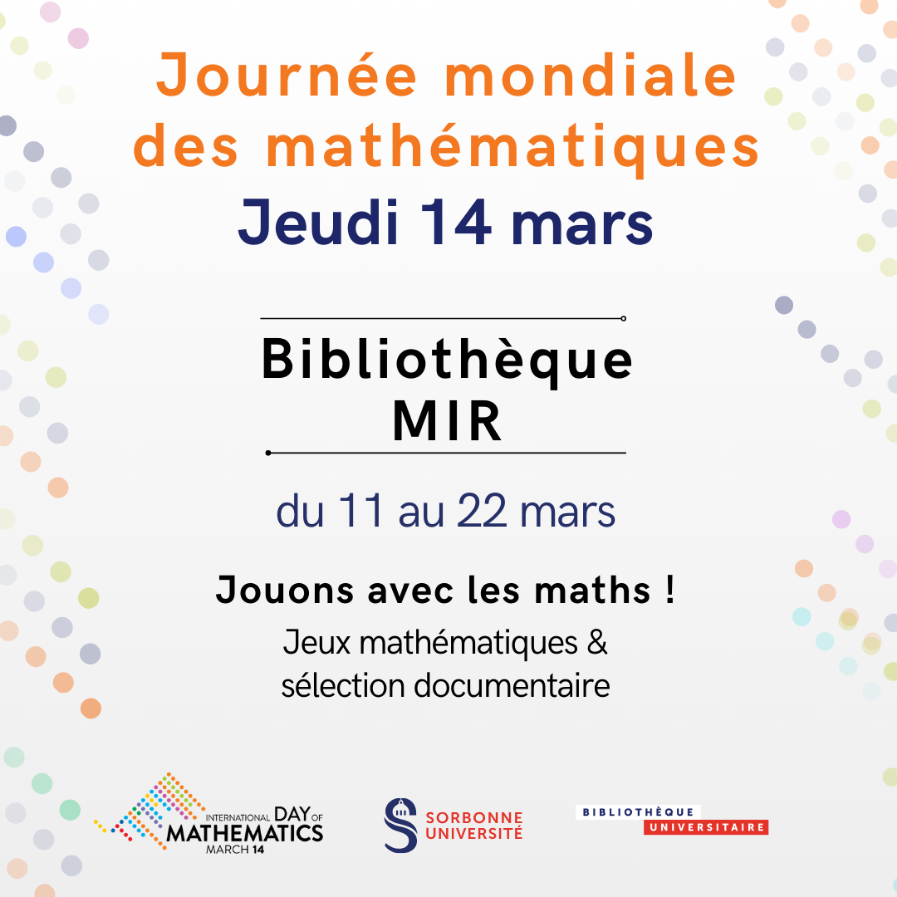 Journée mondiale
des mathématiques
Jeudi 14 mars
Bibliothèque
MIR
du 11 au 22 mars
Jouons avec les maths !
Jeux mathématiques &
sélection documentaire
INTERNATIONAL DAY OF
MATHEMATICS
MARCH 14
SORBONNE
UNIVERSITÉ
BIBLIOTHÈQUE
UNIVERSITAIRE